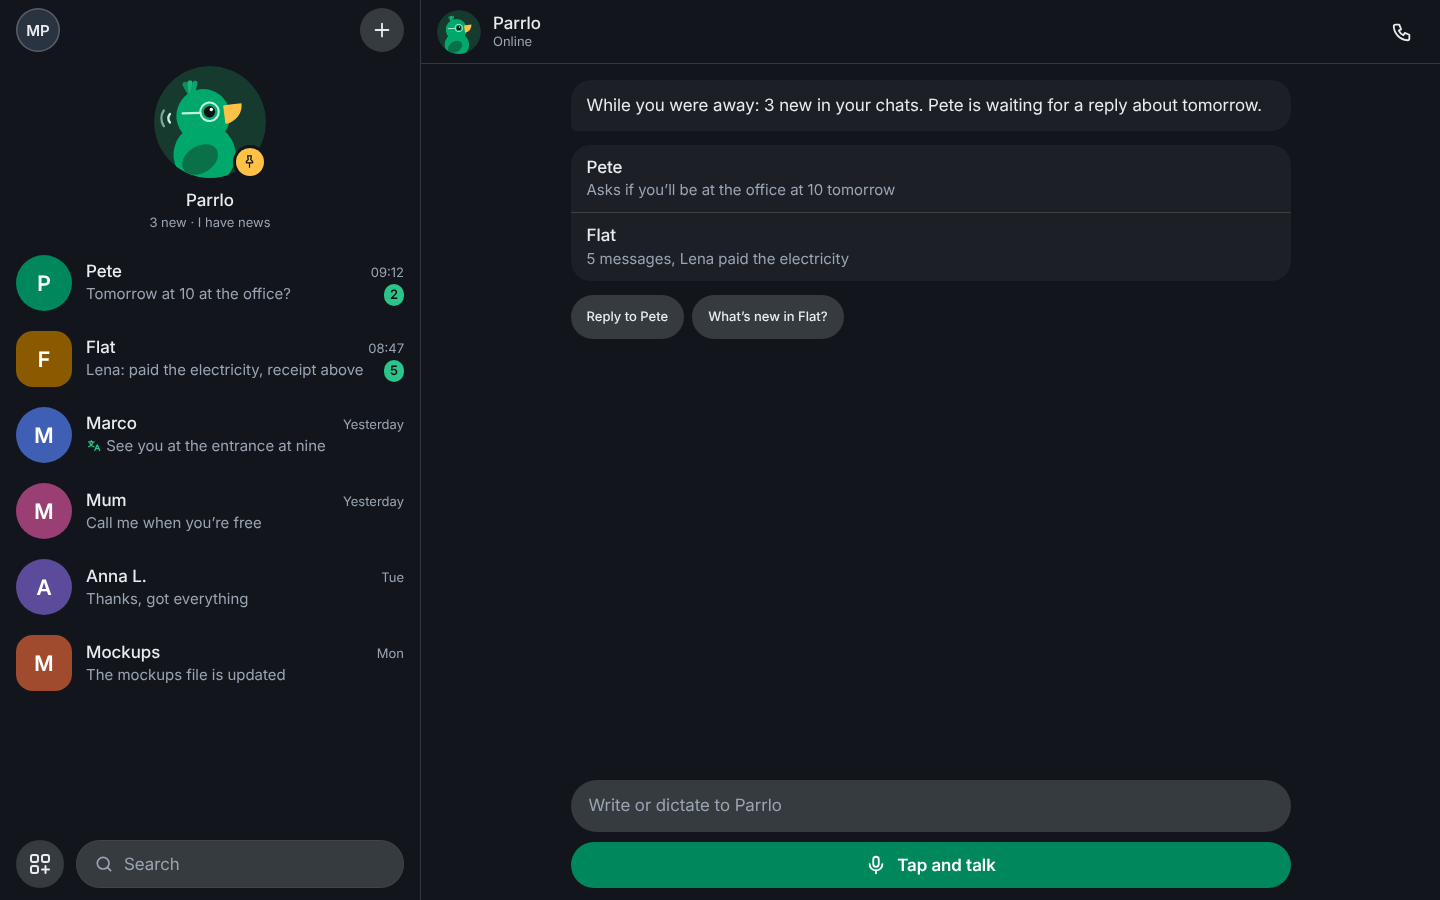 MP
Parrlo
3 new · I have news
P
Pete
09:12
Tomorrow at 10 at the office?
2
F
Flat
08:47
Lena: paid the electricity, receipt above
5
M
Marco
Yesterday
See you at the entrance at nine
M
Mum
Yesterday
Call me when you’re free
A
Anna L.
Tue
Thanks, got everything
M
Mockups
Mon
The mockups file is updated
Search
Parrlo
Online
While you were away: 3 new in your chats. Pete is waiting for a reply about tomorrow.
Pete
Asks if you’ll be at the office at 10 tomorrow
Flat
5 messages, Lena paid the electricity
Reply to Pete
What’s new in Flat?
Write or dictate to Parrlo
Tap and talk